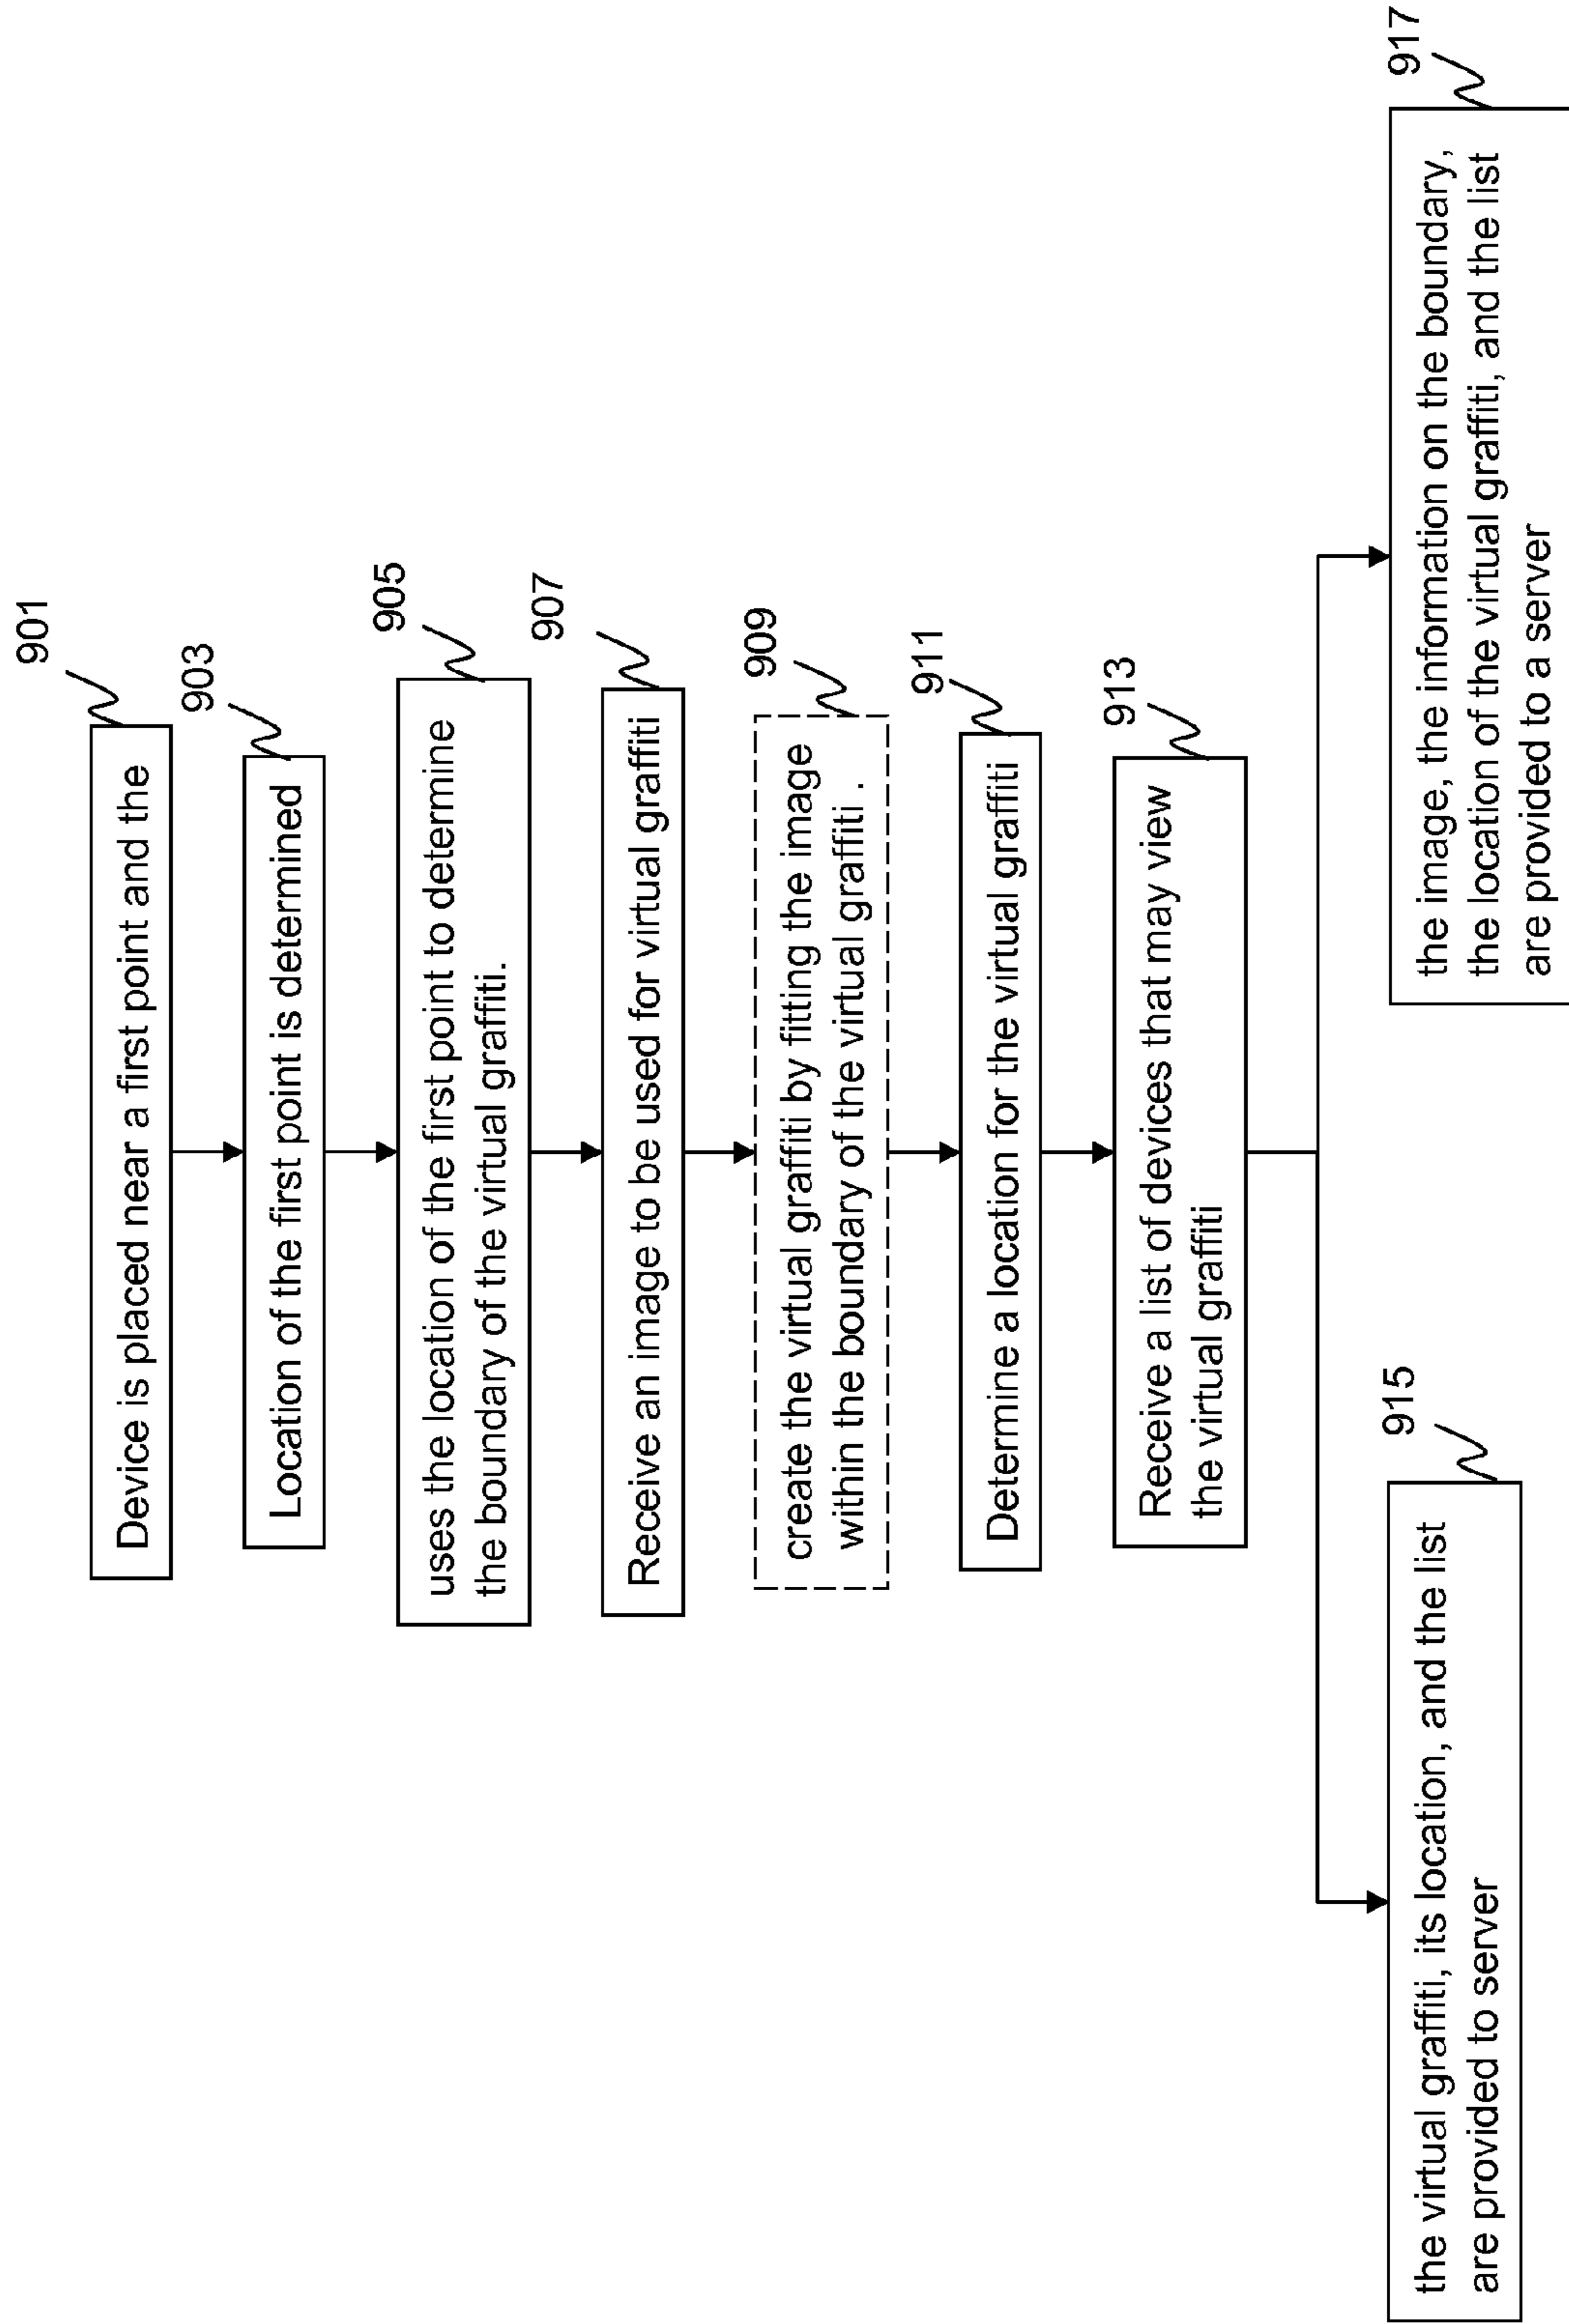 901
Device is placed near a first point and the
903
Location of the first point is determined
905
uses the location of the first point to determine
the boundary of the virtual graffiti.
907
Receive an image to be used for virtual graffiti
909
create the virtual graffiti by fitting the image
within the boundary of the virtual graffiti .
911
Determine a location for the virtual graffiti
913
Receive a list of devices that may view
the virtual graffiti
915
the virtual graffiti, its location, and the list
are provided to server
917
the image, the information on the boundary,
the location of the virtual graffiti, and the list
are provided to a server